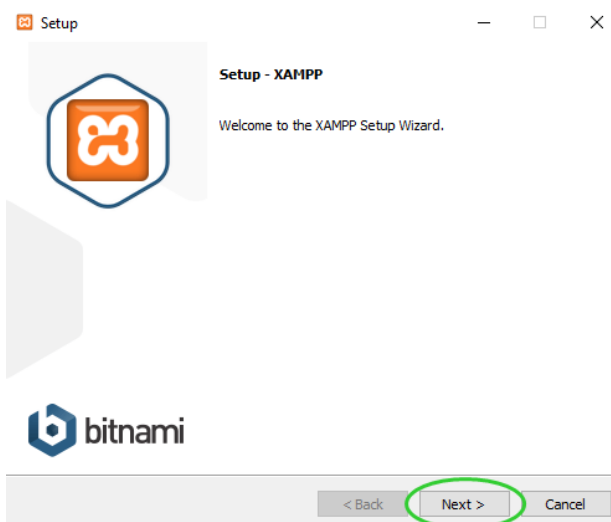 Setup
Setup - XAMPP
Welcome to the XAMPP Setup Wizard.
bitnami
< Back Next > Cancel